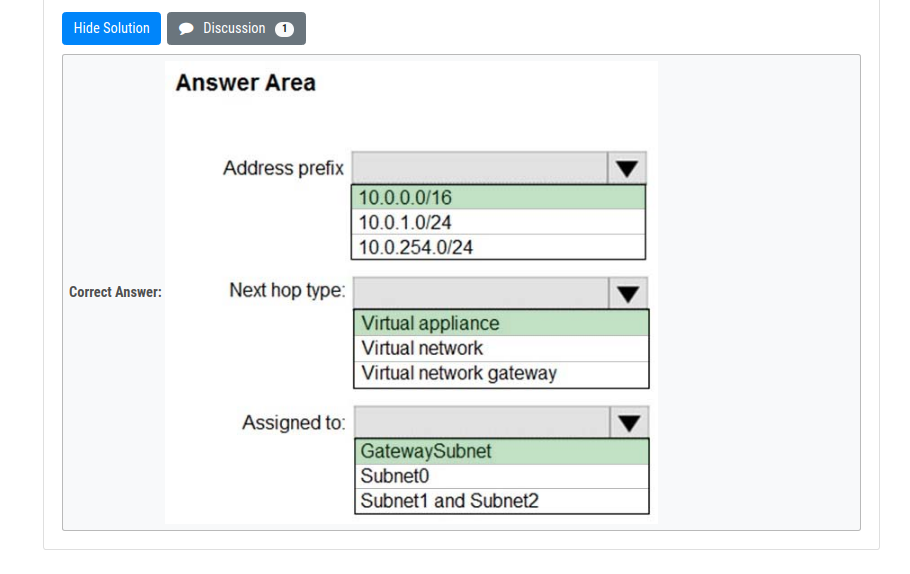 Hide Solution
Discussion 1
Answer Area
Address prefix
10.0.0.0/16
10.0.1.0/24
10.0.254.0/24
Correct Answer:
Next hop type:
Virtual appliance
Virtual network
Virtual network gateway
Assigned to:
GatewaySubnet
Subnet0
Subnet1 and Subnet2